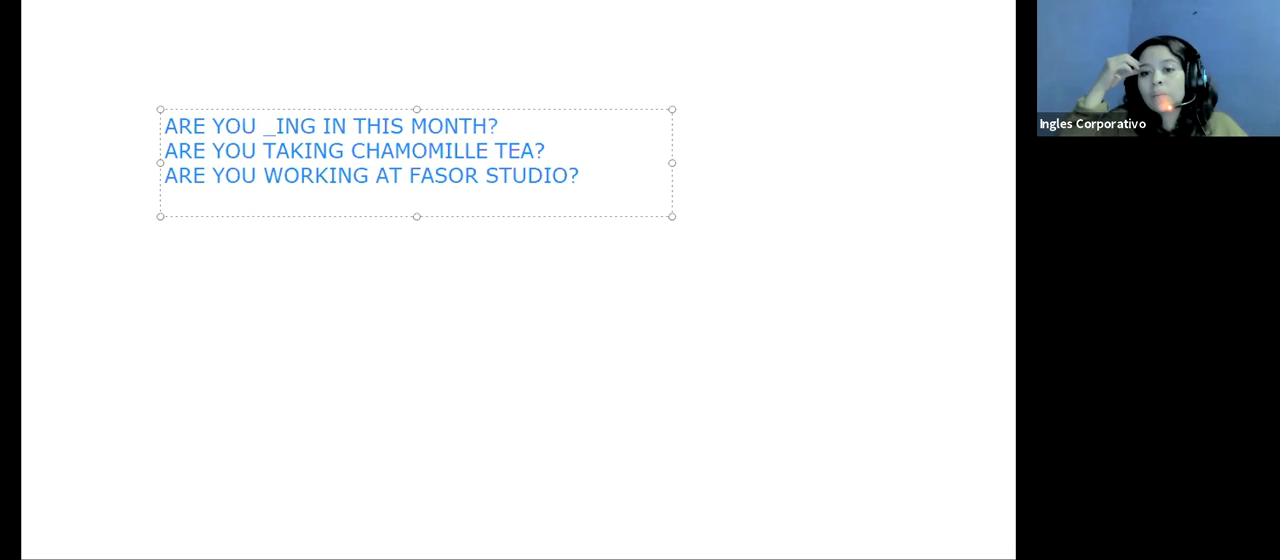 ARE YOU _ING IN THIS MONTH?
ARE YOU TAKING CHAMOMILLE TEA?
ARE YOU WORKING AT FASOR STUDIO?
Ingles Corporativo